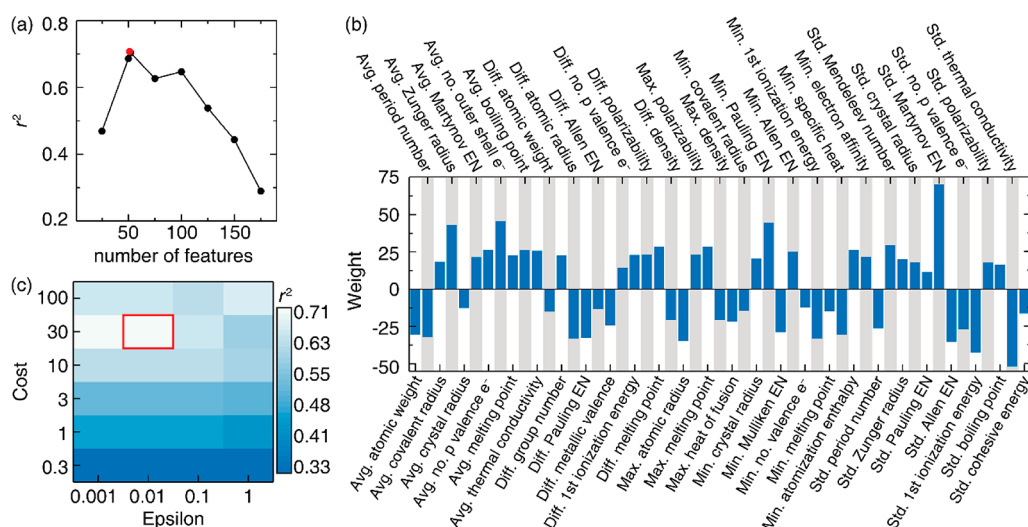 (a)
0.8
0.6
0.4
0.2
r²
50
100
150
number of features
(b)
Avg. period number
Avg. Zunger radius
Avg. Martynov EN
Avg. no. outer shell e⁻
Avg. boiling point
Diff. atomic weight
Diff. atomic radius
Diff. Allen EN
Diff. no. p valence e⁻
Diff. polarizability
Diff. density
Max. polarizability
Max. density
Min. covalent radius
Min. Pauling EN
Min. Allen EN
Min. 1st ionization energy
Min. specific heat
Min. electron affinity
Std. Mendeleev number
Std. crystal radius
Std. Martynov EN
Std. no. p valence e⁻
Std. polarizability
Std. thermal conductivity
75
50
25
0
-25
-50
Weight
Avg. atomic weight
Avg. covalent radius
Avg. crystal radius
Avg. no. p valence e⁻
Avg. melting point
Avg. thermal conductivity
Diff. group number
Diff. Pauling EN
Diff. metallic valence
Diff. 1st ionization energy
Diff. melting point
Max. atomic radius
Max. melting point
Max. heat of fusion
Min. crystal radius
Min. Mulliken EN
Min. no. valence e⁻
Min. melting point
Min. atomization enthalpy
Std. period number
Std. Zunger radius
Std. Pauling EN
Std. Allen EN
Std. 1st ionization energy
Std. boiling point
Std. cohesive energy
(c)
100
30
10
3
1
0.3
Cost
0.001
0.01
0.1
1
Epsilon
r²
0.71
0.63
0.55
0.48
0.41
0.33